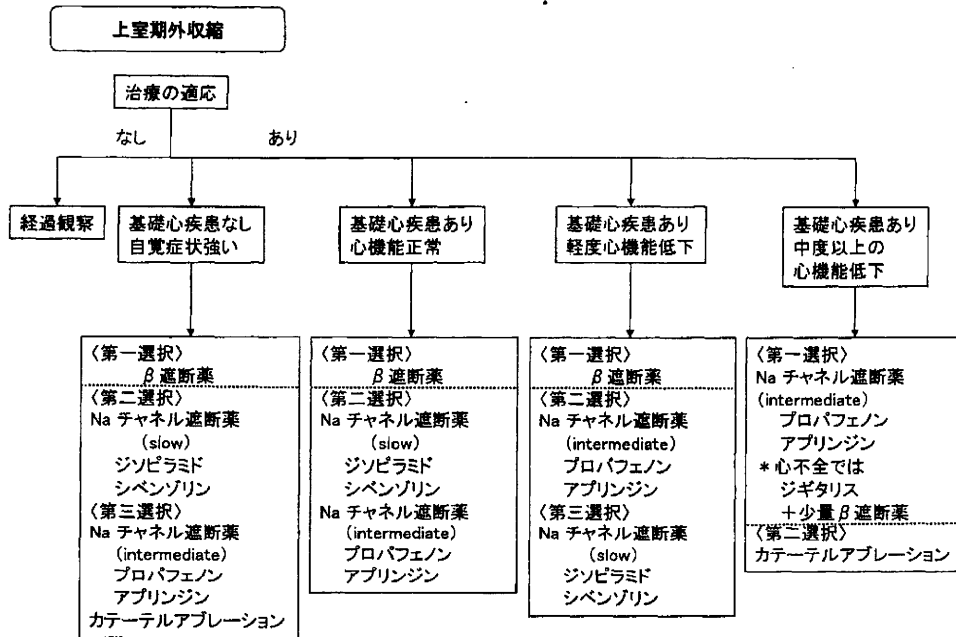 上室期外収縮
治療の適応
なし
あり
経過観察
基礎心疾患なし
自覚症状強い
基礎心疾患あり
心機能正常
基礎心疾患あり
軽度心機能低下
基礎心疾患あり
中度以上の
心機能低下
〈第一選択〉
β遮断薬
〈第二選択〉
Na チャネル遮断薬
(slow)
ジソピラミド
シベンゾリン
〈第三選択〉
Na チャネル遮断薬
(intermediate)
プロパフェノン
アプリンジン
カテーテルアブレーション
〈第一選択〉
β遮断薬
〈第二選択〉
Na チャネル遮断薬
(slow)
ジソピラミド
シベンゾリン
Na チャネル遮断薬
(intermediate)
プロパフェノン
アプリンジン
〈第一選択〉
β遮断薬
〈第二選択〉
Na チャネル遮断薬
(intermediate)
プロパフェノン
アプリンジン
〈第三選択〉
Na チャネル遮断薬
(slow)
ジソピラミド
シベンゾリン
〈第一選択〉
Na チャネル遮断薬
(intermediate)
プロパフェノン
アプリンジン
＊心不全では
ジギタリス
＋少量β遮断薬
〈第二選択〉
カテーテルアブレーション